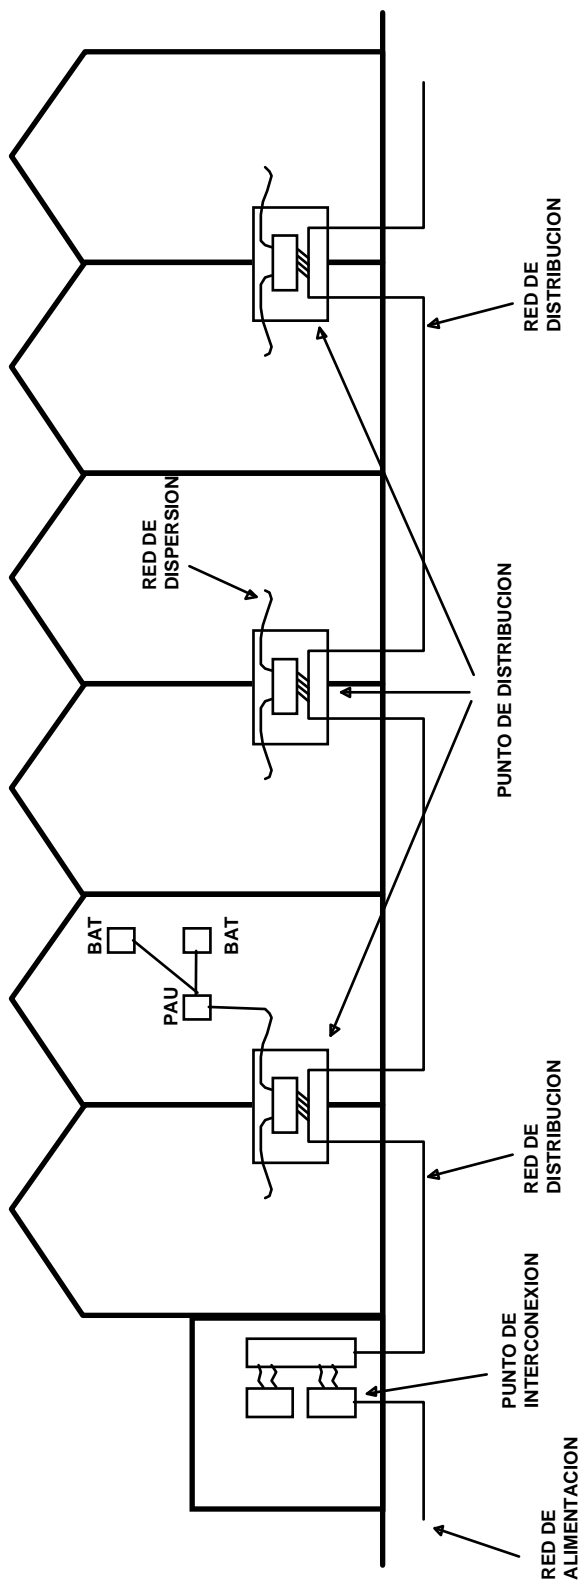 BAT
PAU
BAT
RED DE
DISPERSION
RED DE
ALIMENTACION
PUNTO DE
INTERCONEXION
RED DE
DISTRIBUCION
PUNTO DE DISTRIBUCION
RED DE
DISTRIBUCION